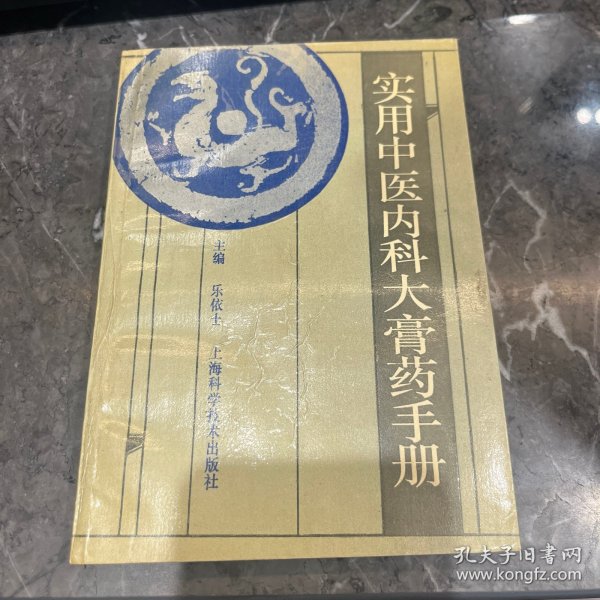 实用中医内科大膏药手册
主编 乐依士 上海科学技术出版社
孔夫子旧书网
www.kongfz.com